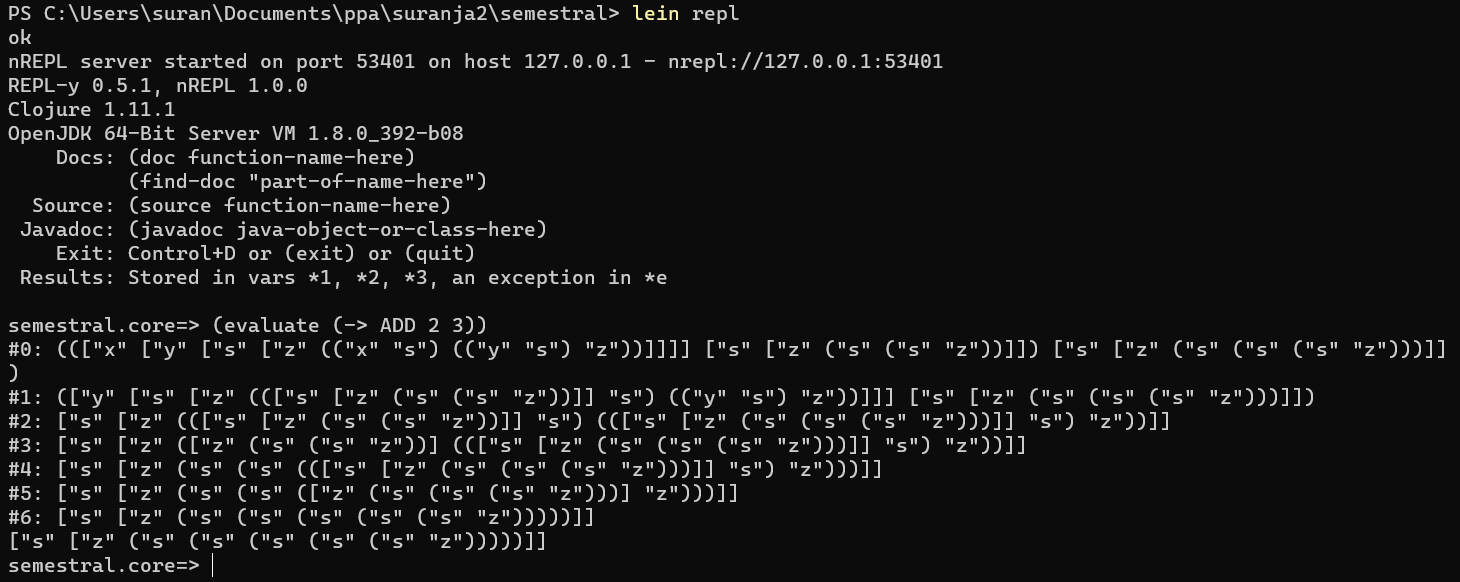 PS C:\Users\suran\Documents\ppa\suranja2\semestral> lein repl
ok
nREPL server started on port 53401 on host 127.0.0.1 - nrepl://127.0.0.1:53401
REPL-y 0.5.1, nREPL 1.0.0
Clojure 1.11.1
OpenJDK 64-Bit Server VM 1.8.0_392-b08
    Docs: (doc function-name-here)
          (find-doc "part-of-name-here")
  Source: (source function-name-here)
 Javadoc: (javadoc java-object-or-class-here)
    Exit: Control+D or (exit) or (quit)
 Results: Stored in vars *1, *2, *3, an exception in *e

semestral.core=> (evaluate (-> ADD 2 3))
#0: ((["x" ["y" ["s" ["z" (("x" "s") (("y" "s") "z"))]]]] ["s" ["z" ("s" ("s" "z"))]]) ["s" ["z" ("s" ("s" ("s" "z")))]]
)
#1: (["y" ["s" ["z" ((["s" ["z" ("s" ("s" "z"))]] "s") (("y" "s") "z"))]]] ["s" ["z" ("s" ("s" ("s" "z")))]])
#2: ["s" ["z" ((["s" ["z" ("s" ("s" "z"))]] "s") ((["s" ["z" ("s" ("s" ("s" "z")))]] "s") "z"))]]
#3: ["s" ["z" (["z" ("s" ("s" "z"))] ((["s" ["z" ("s" ("s" ("s" "z")))]] "s") "z"))]]
#4: ["s" ["z" ("s" ("s" ((["s" ["z" ("s" ("s" ("s" "z")))]] "s") "z")))]]
#5: ["s" ["z" ("s" ("s" (["z" ("s" ("s" ("s" "z")))] "z")))]]
#6: ["s" ["z" ("s" ("s" ("s" ("s" ("s" "z")))))]]
["s" ["z" ("s" ("s" ("s" ("s" ("s" "z")))))]]
semestral.core=>